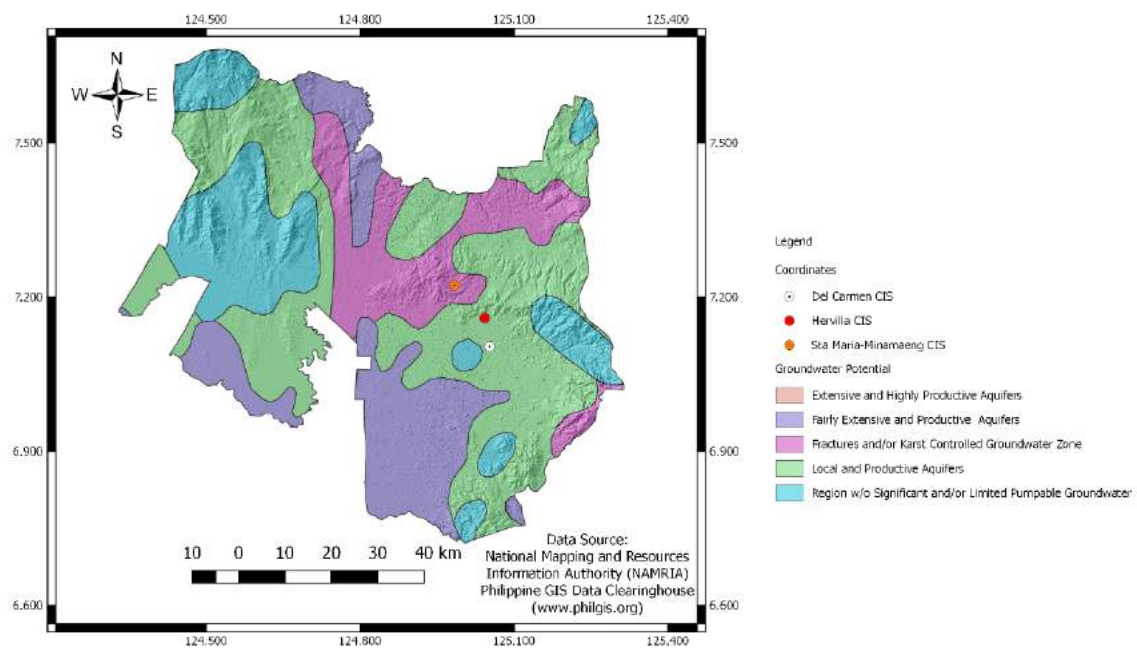 124.500 124.800 125.100 125.400
N
W E
S
7.500 7.500
7.200 7.200
6.900 6.900
6.600 6.600
10 0 10 20 30 40 km
Data Source:
National Mapping and Resources
Information Authority (NAMRIA)
Philippine GIS Data Clearinghouse
(www.philgis.org)
124.500 124.800 125.100 125.400
Legend
Coordinates
Del Carmen CIS
Hervilla CIS
Sta Maria-Minamaeng CIS
Groundwater Potential
Extensive and Highly Productive Aquifers
Fairly Extensive and Productive Aquifers
Fractures and/or Karst Controlled Groundwater Zone
Local and Productive Aquifers
Region w/o Significant and/or Limited Pumpable Groundwater